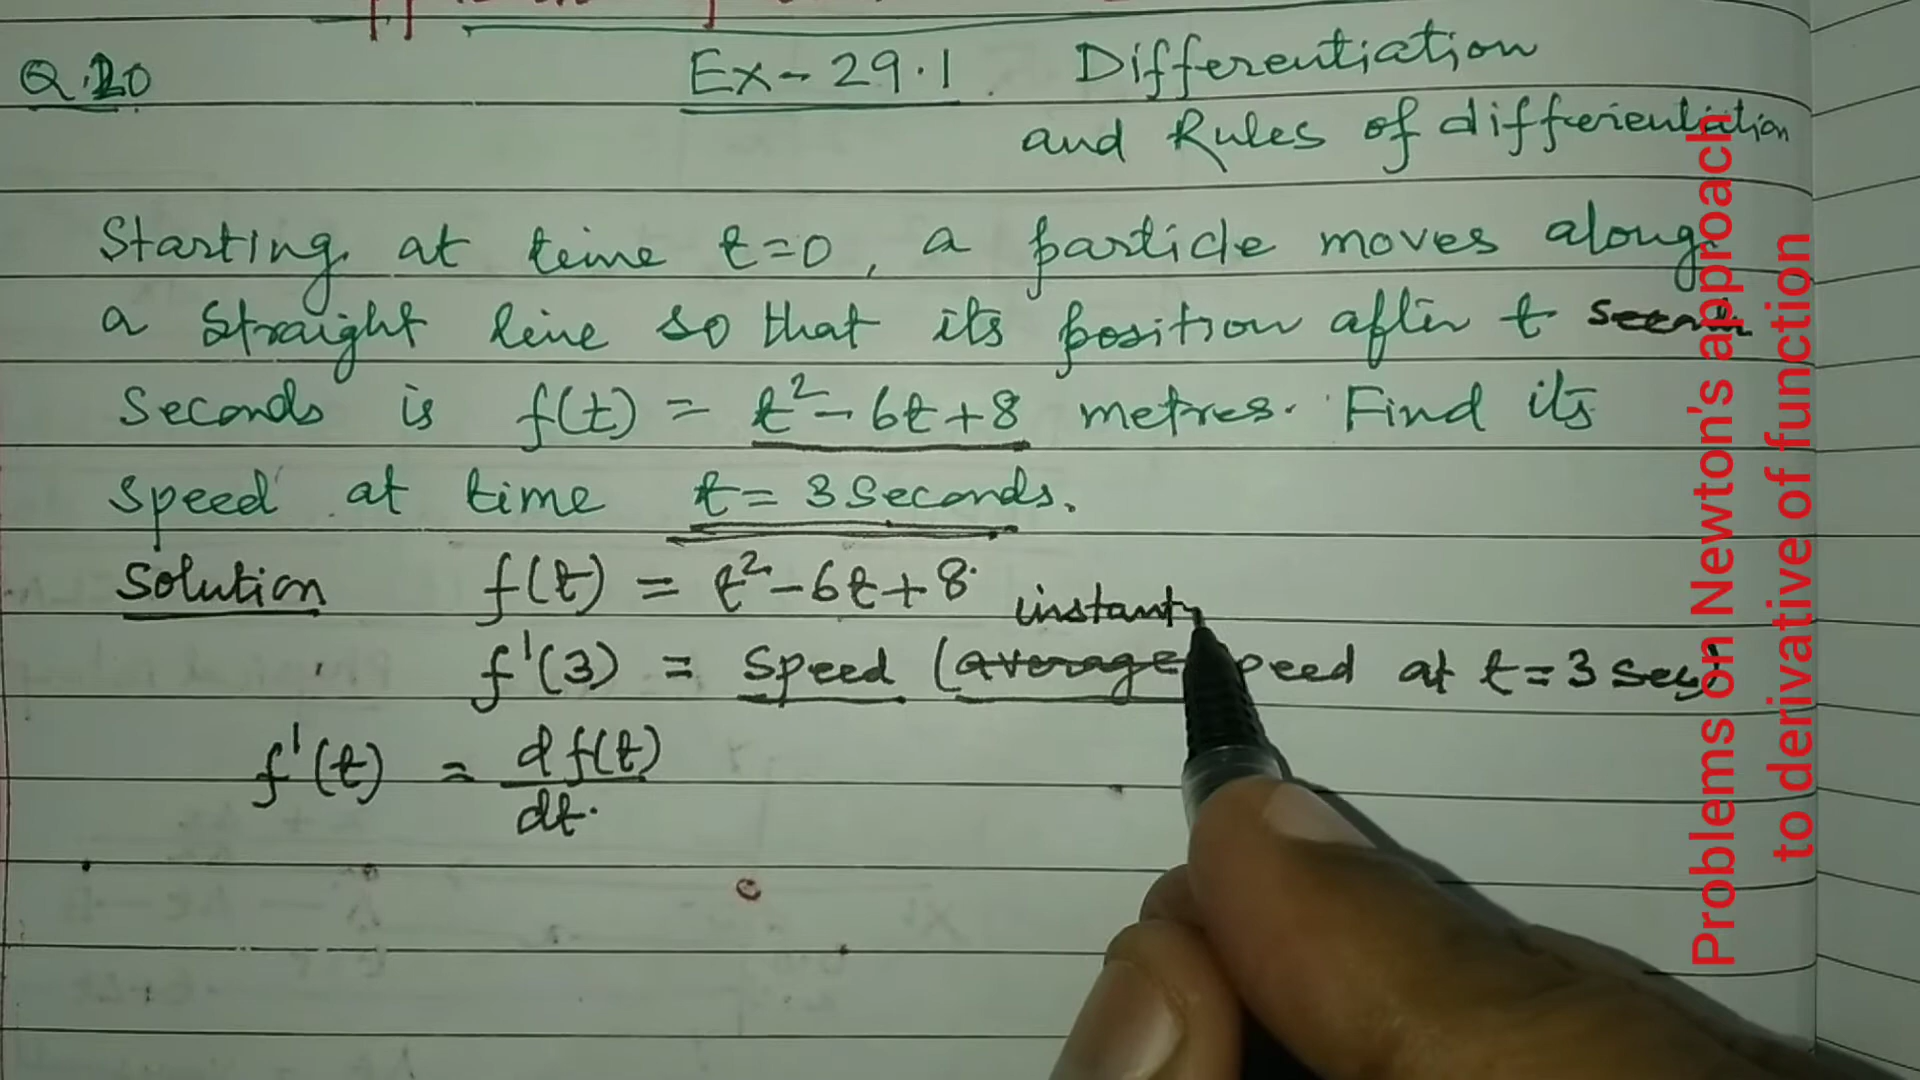 Q.20
Ex-29.1 Differentiation
and Rules of differentiation
Starting at time t=0, a particle moves along
a straight line so that its position after t
seconds is f(t) = t²-6t+8 metres. Find its
speed at time t=3 seconds.
Solution f(t) = t²-6t+8.
instant
f'(3) = speed (average speed at t=3 sec)
f'(t) = d f(t)
dt.
Problems on Newton's approach
to derivative of function